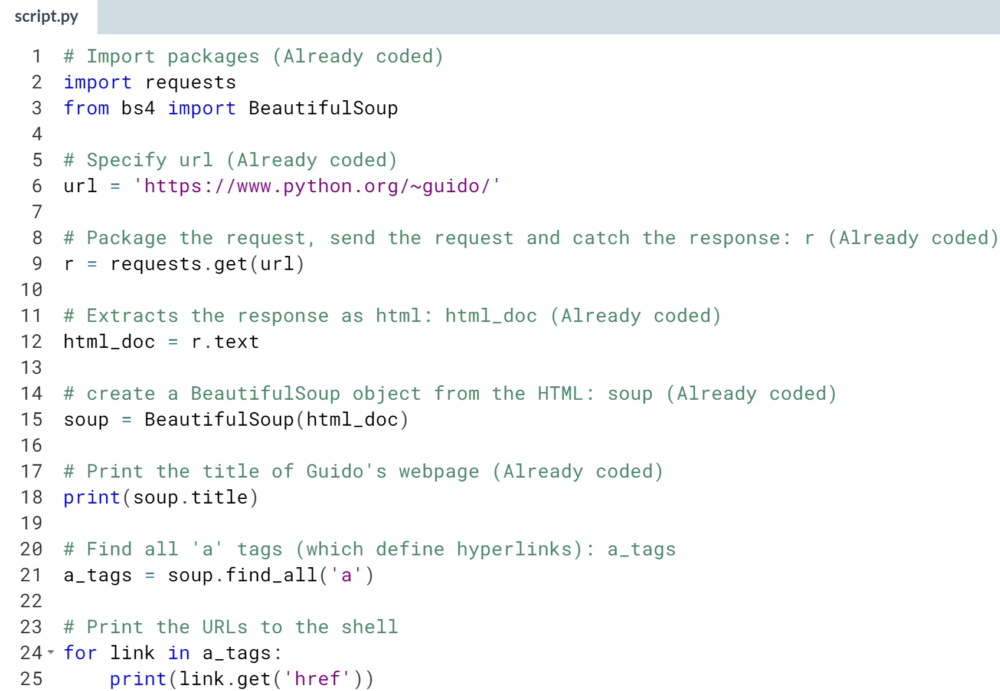 script.py
1 # Import packages (Already coded)
2 import requests
3 from bs4 import BeautifulSoup
4
5 # Specify url (Already coded)
6 url = 'https://www.python.org/~guido/'
7
8 # Package the request, send the request and catch the response: r (Already coded)
9 r = requests.get(url)
10
11 # Extracts the response as html: html_doc (Already coded)
12 html_doc = r.text
13
14 # create a BeautifulSoup object from the HTML: soup (Already coded)
15 soup = BeautifulSoup(html_doc)
16
17 # Print the title of Guido's webpage (Already coded)
18 print(soup.title)
19
20 # Find all 'a' tags (which define hyperlinks): a_tags
21 a_tags = soup.find_all('a')
22
23 # Print the URLs to the shell
24 for link in a_tags:
25     print(link.get('href'))